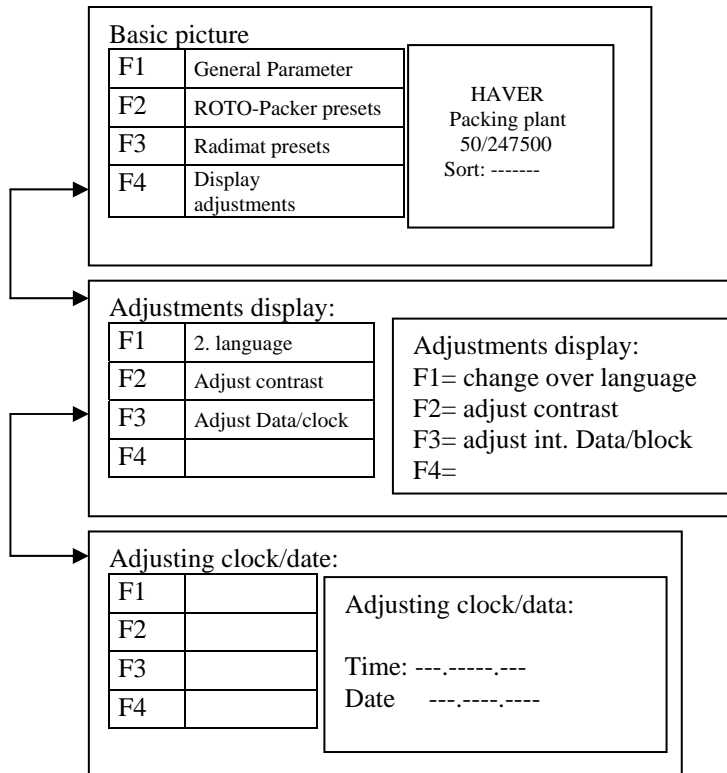 Basic picture
F1 General Parameter
F2 ROTO-Packer presets
F3 Radimat presets
F4 Display
adjustments
HAVER
Packing plant
50/247500
Sort: -------
Adjustments display:
F1 2. language
F2 Adjust contrast
F3 Adjust Data/clock
F4
Adjustments display:
F1= change over language
F2= adjust contrast
F3= adjust int. Data/block
F4=
Adjusting clock/date:
F1
F2
F3
F4
Adjusting clock/data:
Time: ---.-----.---
Date ---.----.----